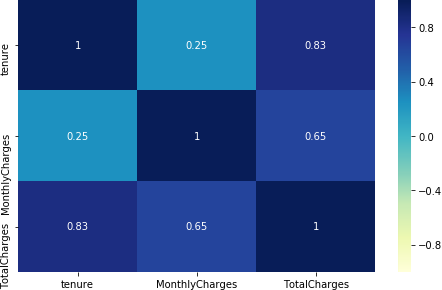 tenure
MonthlyCharges
TotalCharges
1
0.25
0.83
0.25
1
0.65
0.83
0.65
1
tenure
MonthlyCharges
TotalCharges
0.8
0.4
0.0
−0.4
−0.8